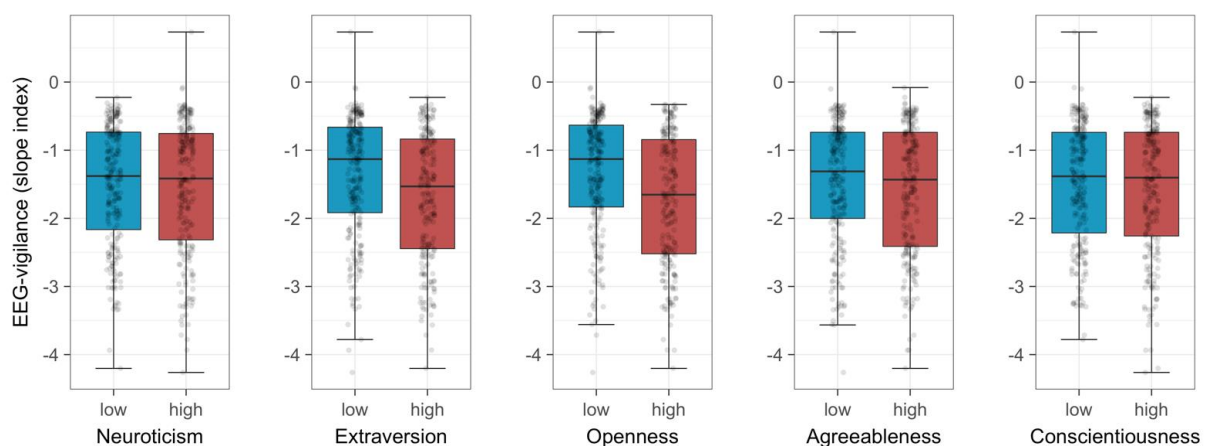 EEG-vigilance (slope index)
0
-1
-2
-3
-4
low high
Neuroticism
0
-1
-2
-3
-4
low high
Extraversion
0
-1
-2
-3
-4
low high
Openness
0
-1
-2
-3
-4
low high
Agreeableness
0
-1
-2
-3
-4
low high
Conscientiousness